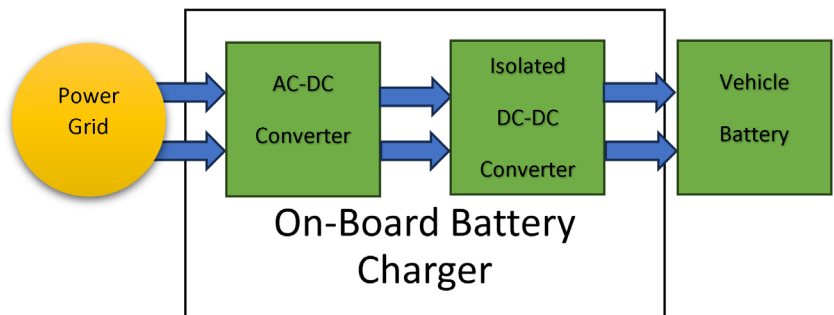 Power
Grid
AC-DC
Converter
Isolated
DC-DC
Converter
Vehicle
Battery
On-Board Battery
Charger